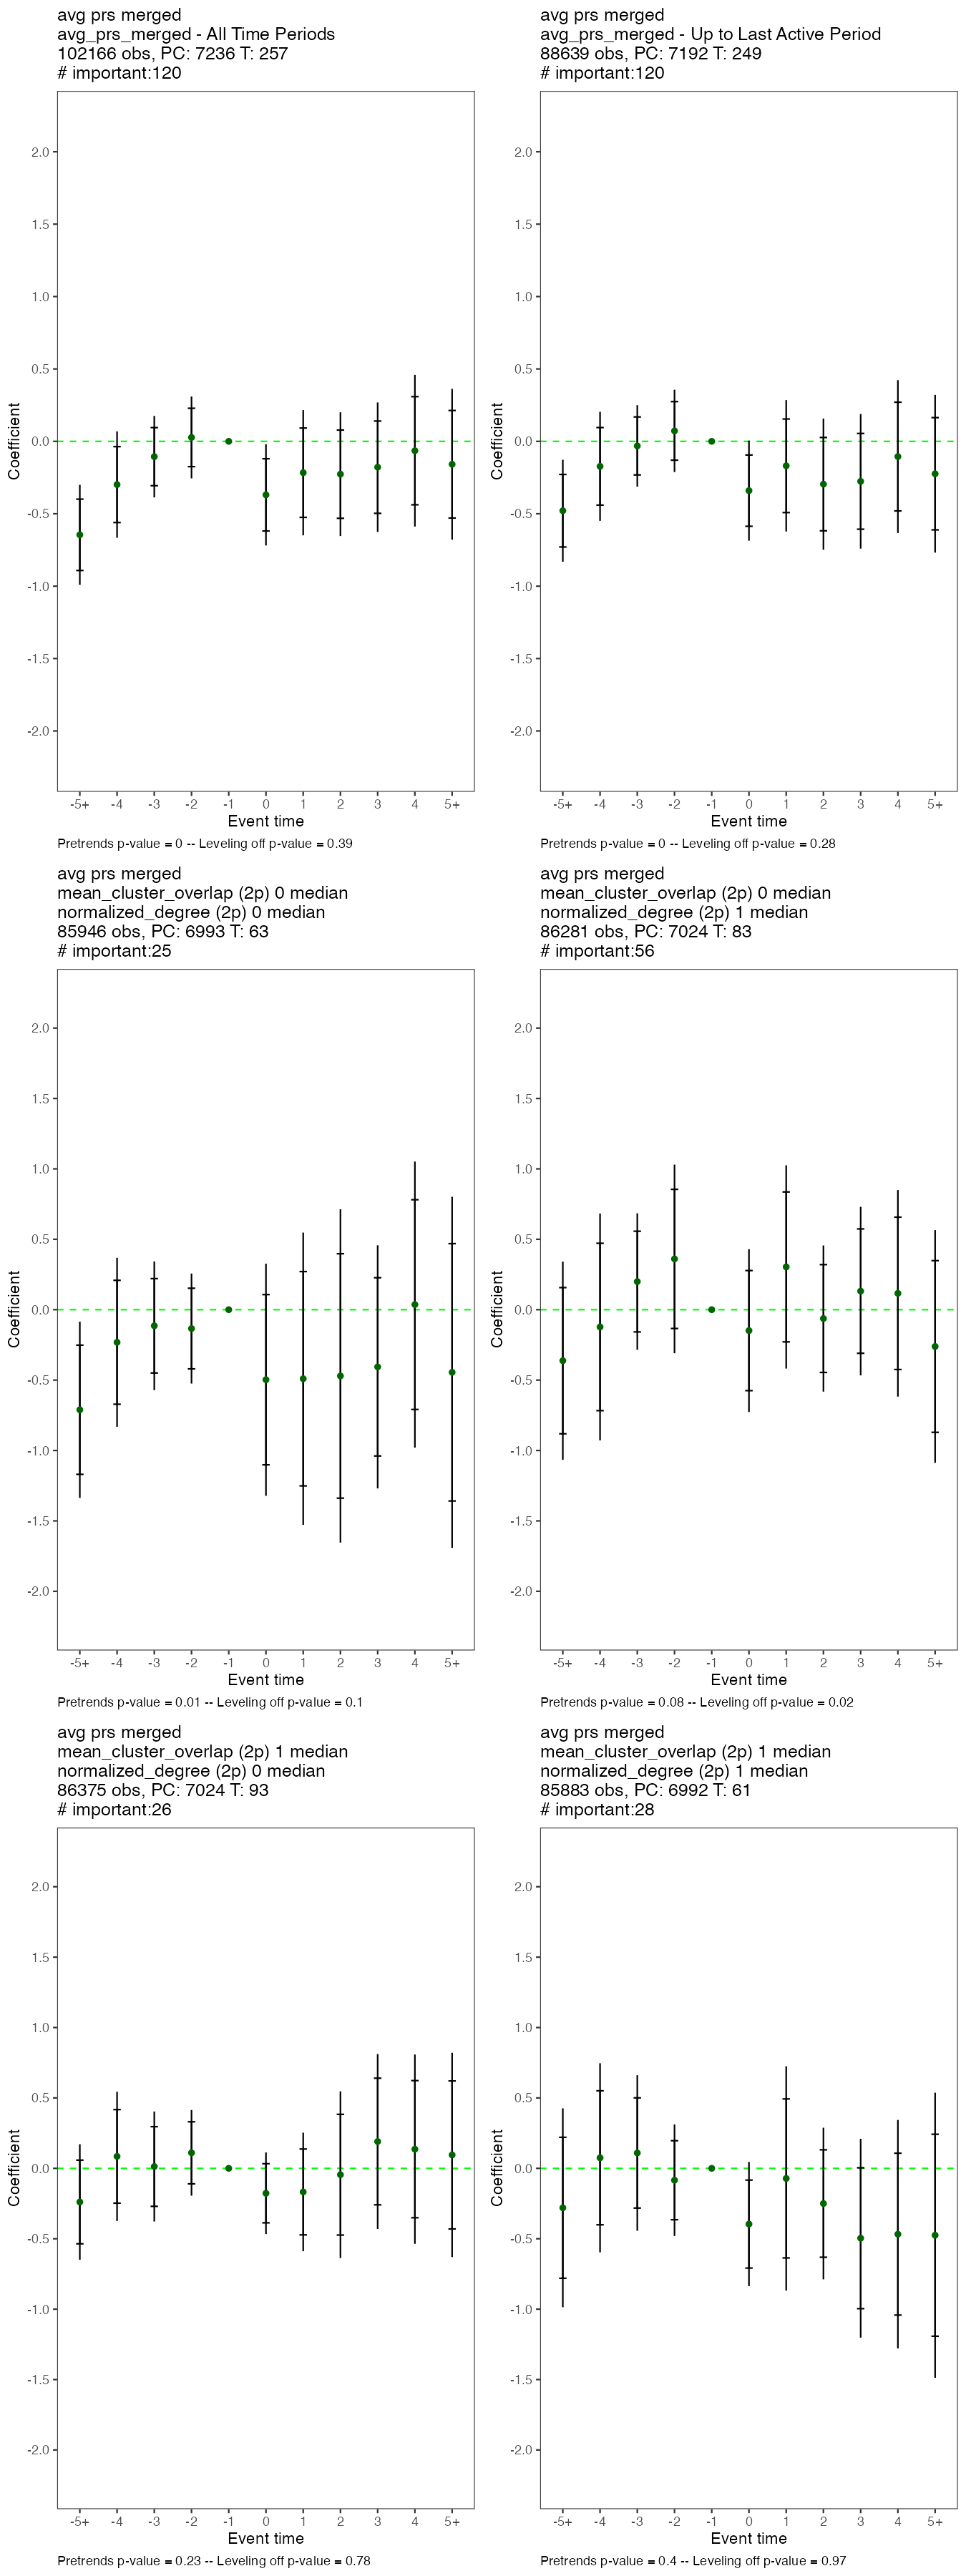 avg prs merged
avg_prs_merged - All Time Periods
102166 obs, PC: 7236 T: 257
# important:120
2.0
1.5
1.0
0.5
0.0
-0.5
-1.0
-1.5
-2.0
Coefficient
-5+ -4 -3 -2 -1 0 1 2 3 4 5+
Event time
Pretrends p-value = 0 -- Leveling off p-value = 0.39
avg prs merged
avg_prs_merged - Up to Last Active Period
88639 obs, PC: 7192 T: 249
# important:120
2.0
1.5
1.0
0.5
0.0
-0.5
-1.0
-1.5
-2.0
Coefficient
-5+ -4 -3 -2 -1 0 1 2 3 4 5+
Event time
Pretrends p-value = 0 -- Leveling off p-value = 0.28
avg prs merged
mean_cluster_overlap (2p) 0 median
normalized_degree (2p) 0 median
85946 obs, PC: 6993 T: 63
# important:25
2.0
1.5
1.0
0.5
0.0
-0.5
-1.0
-1.5
-2.0
Coefficient
-5+ -4 -3 -2 -1 0 1 2 3 4 5+
Event time
Pretrends p-value = 0.01 -- Leveling off p-value = 0.1
avg prs merged
mean_cluster_overlap (2p) 0 median
normalized_degree (2p) 1 median
86281 obs, PC: 7024 T: 83
# important:56
2.0
1.5
1.0
0.5
0.0
-0.5
-1.0
-1.5
-2.0
Coefficient
-5+ -4 -3 -2 -1 0 1 2 3 4 5+
Event time
Pretrends p-value = 0.08 -- Leveling off p-value = 0.02
avg prs merged
mean_cluster_overlap (2p) 1 median
normalized_degree (2p) 0 median
86375 obs, PC: 7024 T: 93
# important:26
2.0
1.5
1.0
0.5
0.0
-0.5
-1.0
-1.5
-2.0
Coefficient
-5+ -4 -3 -2 -1 0 1 2 3 4 5+
Event time
Pretrends p-value = 0.23 -- Leveling off p-value = 0.78
avg prs merged
mean_cluster_overlap (2p) 1 median
normalized_degree (2p) 1 median
85883 obs, PC: 6992 T: 61
# important:28
2.0
1.5
1.0
0.5
0.0
-0.5
-1.0
-1.5
-2.0
Coefficient
-5+ -4 -3 -2 -1 0 1 2 3 4 5+
Event time
Pretrends p-value = 0.4 -- Leveling off p-value = 0.97